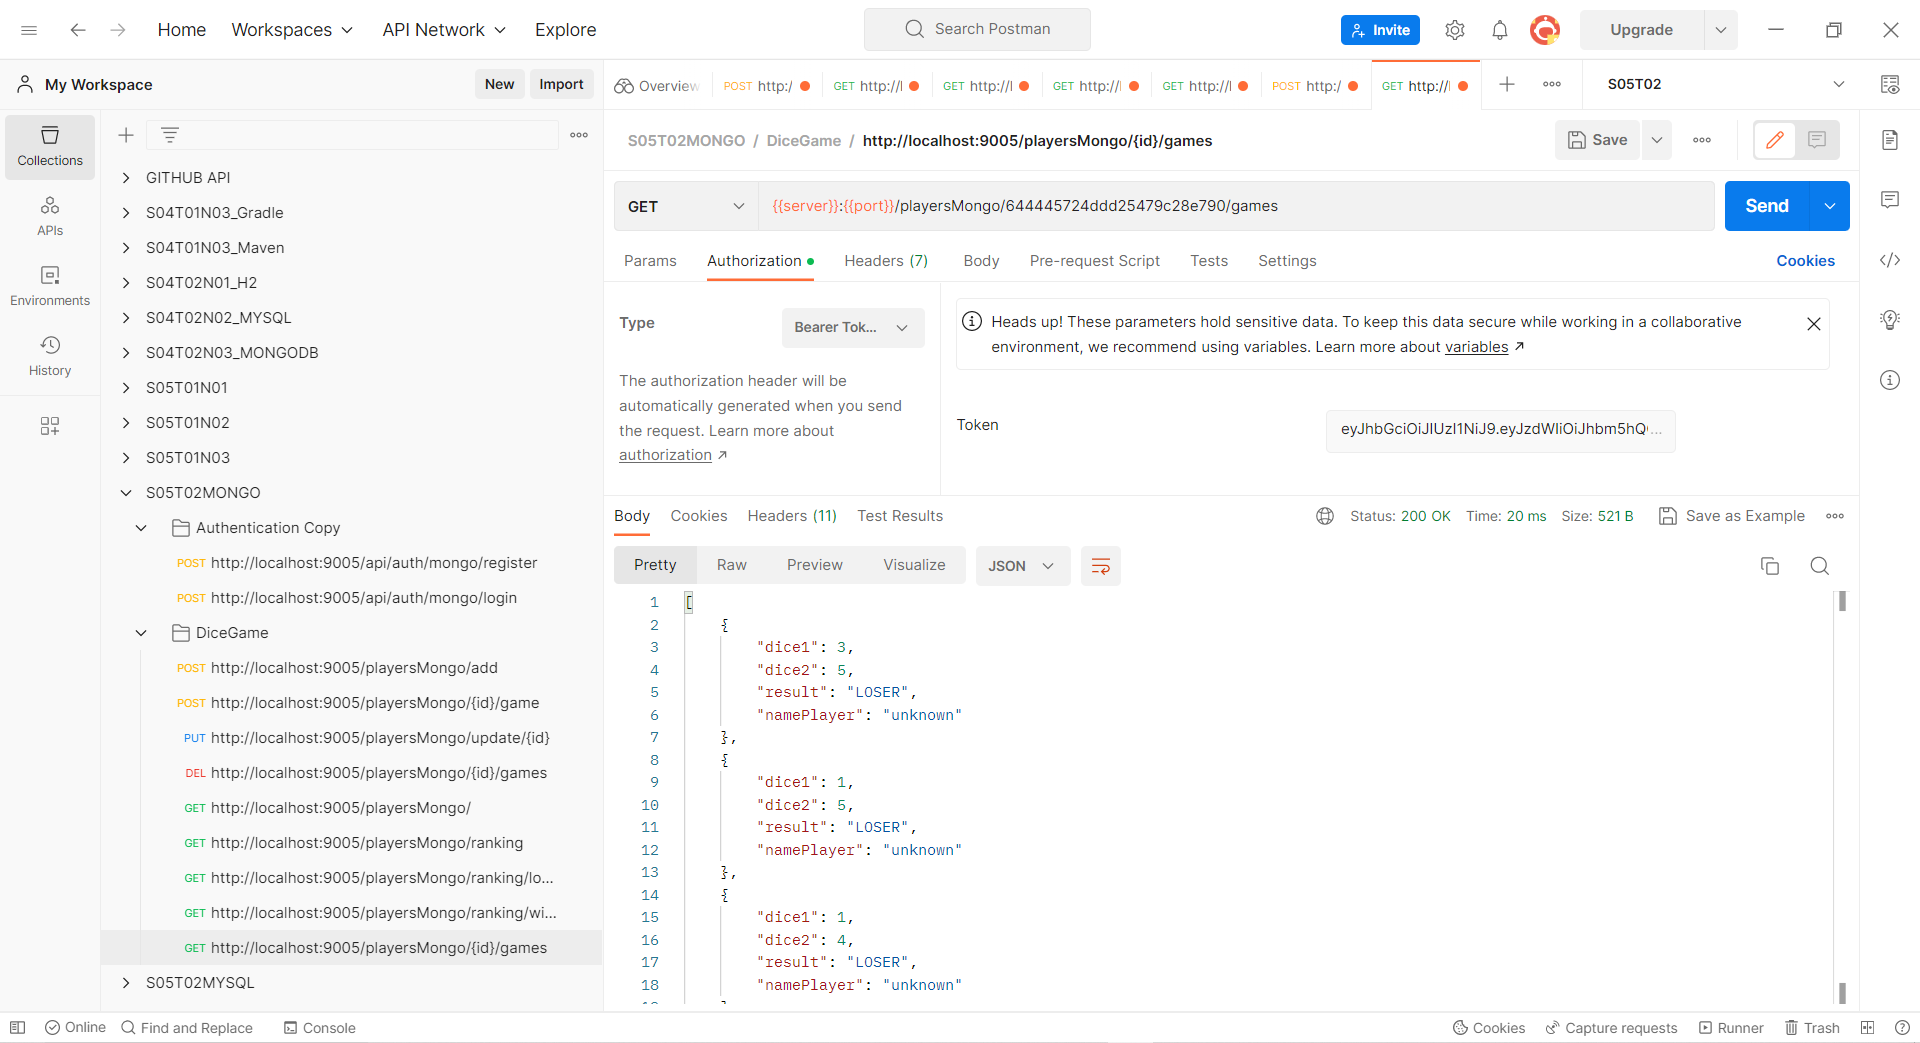 Home Workspaces API Network Explore Search Postman Invite Upgrade
My Workspace New Import Overview POST http:/ GET http://l GET http://l GET http://l GET http://l POST http:/ GET http://l S05T02
Collections
APIs
Environments
History
GITHUB API
S04T01N03_Gradle
S04T01N03_Maven
S04T02N01_H2
S04T02N02_MYSQL
S04T02N03_MONGODB
S05T01N01
S05T01N02
S05T01N03
S05T02MONGO
Authentication Copy
POST http://localhost:9005/api/auth/mongo/register
POST http://localhost:9005/api/auth/mongo/login
DiceGame
POST http://localhost:9005/playersMongo/add
POST http://localhost:9005/playersMongo/{id}/game
PUT http://localhost:9005/playersMongo/update/{id}
DEL http://localhost:9005/playersMongo/{id}/games
GET http://localhost:9005/playersMongo/
GET http://localhost:9005/playersMongo/ranking
GET http://localhost:9005/playersMongo/ranking/lo...
GET http://localhost:9005/playersMongo/ranking/wi...
GET http://localhost:9005/playersMongo/{id}/games
S05T02MYSQL
S05T02MONGO / DiceGame / http://localhost:9005/playersMongo/{id}/games Save
GET {{server}}:{{port}}/playersMongo/644445724ddd25479c28e790/games Send
Params Authorization Headers (7) Body Pre-request Script Tests Settings Cookies
Type Bearer Tok...
The authorization header will be
automatically generated when you send
the request. Learn more about
authorization ↗
Heads up! These parameters hold sensitive data. To keep this data secure while working in a collaborative
environment, we recommend using variables. Learn more about variables ↗
Token eyJhbGciOiJIUzI1NiJ9.eyJzdWIiOiJhbm5hQ...
Body Cookies Headers (11) Test Results Status: 200 OK Time: 20 ms Size: 521 B Save as Example
Pretty Raw Preview Visualize JSON
1 [
2 {
3 "dice1": 3,
4 "dice2": 5,
5 "result": "LOSER",
6 "namePlayer": "unknown"
7 },
8 {
9 "dice1": 1,
10 "dice2": 5,
11 "result": "LOSER",
12 "namePlayer": "unknown"
13 },
14 {
15 "dice1": 1,
16 "dice2": 4,
17 "result": "LOSER",
18 "namePlayer": "unknown"
Online Find and Replace Console Cookies Capture requests Runner Trash